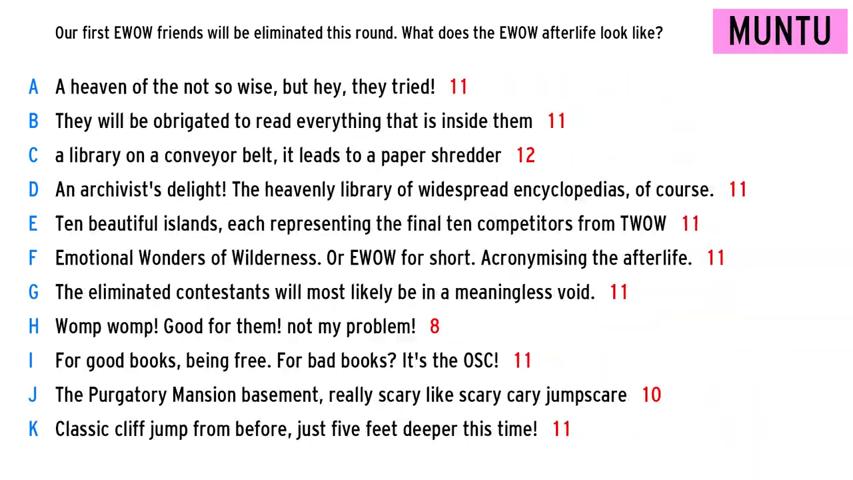 Our first EWOW friends will be eliminated this round. What does the EWOW afterlife look like?
MUNTU
A A heaven of the not so wise, but hey, they tried! 11
B They will be obrigated to read everything that is inside them 11
C a library on a conveyor belt, it leads to a paper shredder 12
D An archivist's delight! The heavenly library of widespread encyclopedias, of course. 11
E Ten beautiful islands, each representing the final ten competitors from TWOW 11
F Emotional Wonders of Wilderness. Or EWOW for short. Acronymising the afterlife. 11
G The eliminated contestants will most likely be in a meaningless void. 11
H Womp womp! Good for them! not my problem! 8
I For good books, being free. For bad books? It's the OSC! 11
J The Purgatory Mansion basement, really scary like scary cary jumpscare 10
K Classic cliff jump from before, just five feet deeper this time! 11